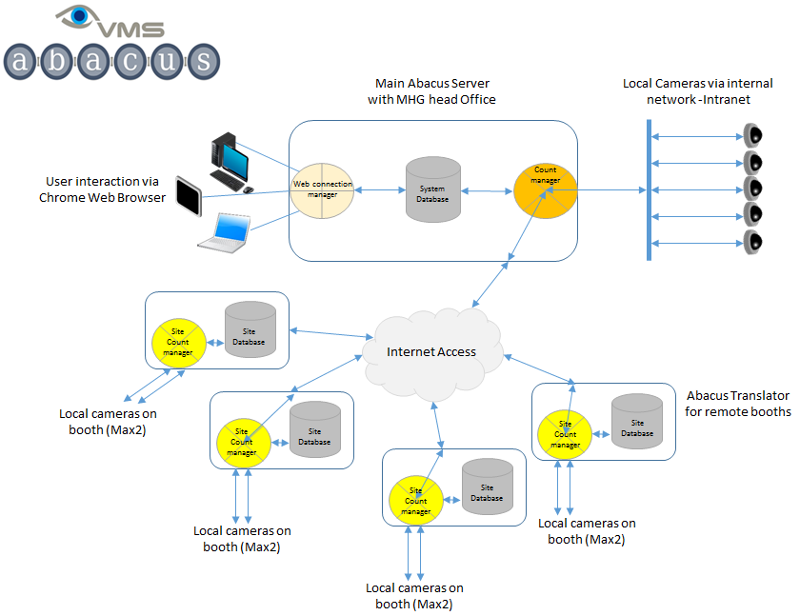 VMS
abacus
Main Abacus Server
with MHG head Office
Local Cameras via internal
network -Intranet
User interaction via
Chrome Web Browser
Web connection
manager
System
Database
Count
manager
Site
Count
manager
Site
Database
Internet Access
Local cameras on
booth (Max2)
Site
Count
manager
Site
Database
Abacus Translator
for remote booths
Site
Count
manager
Site
Database
Site
Count
manager
Site
Database
Local cameras on
booth (Max2)
Local cameras on
booth (Max2)
Local cameras on
booth (Max2)